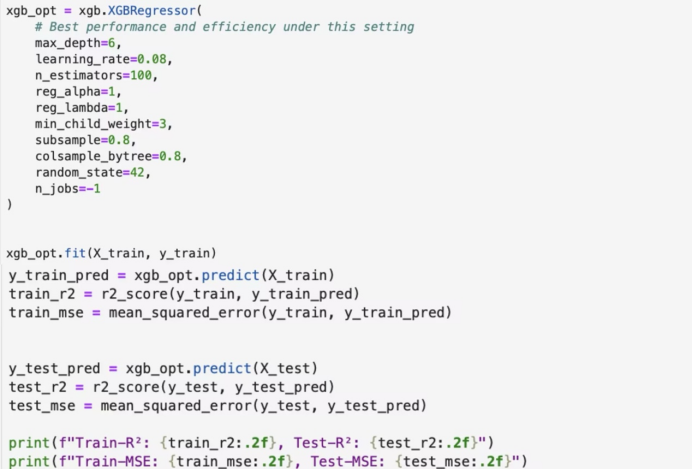 xgb_opt = xgb.XGBRegressor(
    # Best performance and efficiency under this setting
    max_depth=6,
    learning_rate=0.08,
    n_estimators=100,
    reg_alpha=1,
    reg_lambda=1,
    min_child_weight=3,
    subsample=0.8,
    colsample_bytree=0.8,
    random_state=42,
    n_jobs=-1
)
xgb_opt.fit(X_train, y_train)
y_train_pred = xgb_opt.predict(X_train)
train_r2 = r2_score(y_train, y_train_pred)
train_mse = mean_squared_error(y_train, y_train_pred)
y_test_pred = xgb_opt.predict(X_test)
test_r2 = r2_score(y_test, y_test_pred)
test_mse = mean_squared_error(y_test, y_test_pred)
print(f"Train-R²: {train_r2:.2f}, Test-R²: {test_r2:.2f}")
print(f"Train-MSE: {train_mse:.2f}, Test-MSE: {test_mse:.2f}")